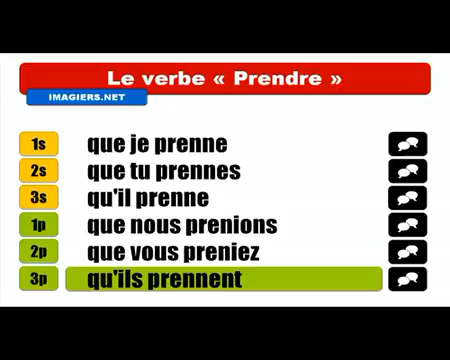 Le verbe « Prendre »
IMAGIERS.NET
1s que je prenne
2s que tu prennes
3s qu'il prenne
1p que nous prenions
2p que vous preniez
3p qu'ils prennent